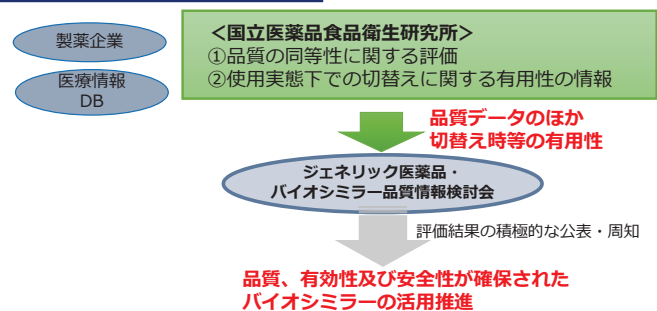 製薬企業
医療情報
DB
＜国立医薬品食品衛生研究所＞
①品質の同等性に関する評価
②使用実態下での切替えに関する有用性の情報
品質データのほか
切替え時等の有用性
ジェネリック医薬品・
バイオシミラー品質情報検討会
評価結果の積極的な公表・周知
品質、有効性及び安全性が確保された
バイオシミラーの活用推進